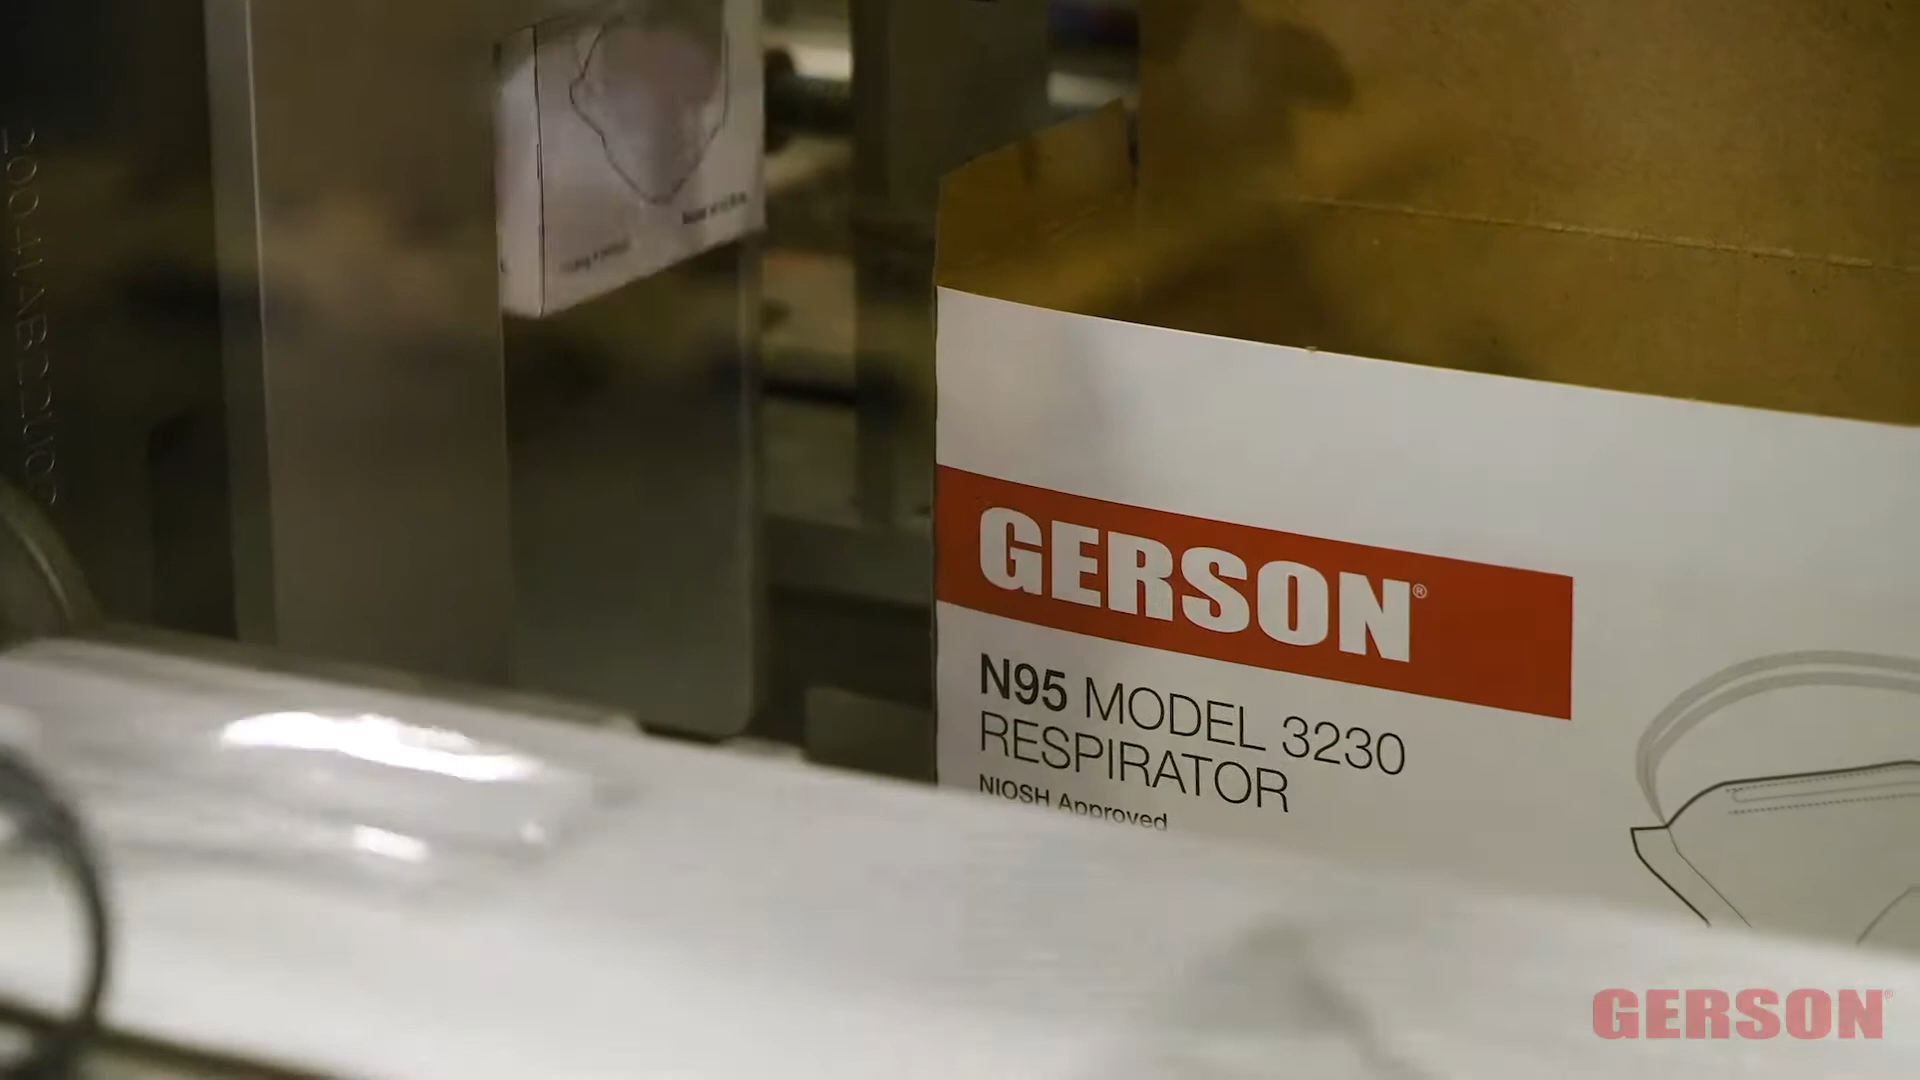 GERSON®
N95 MODEL 3230
RESPIRATOR
NIOSH Approved
GERSON®